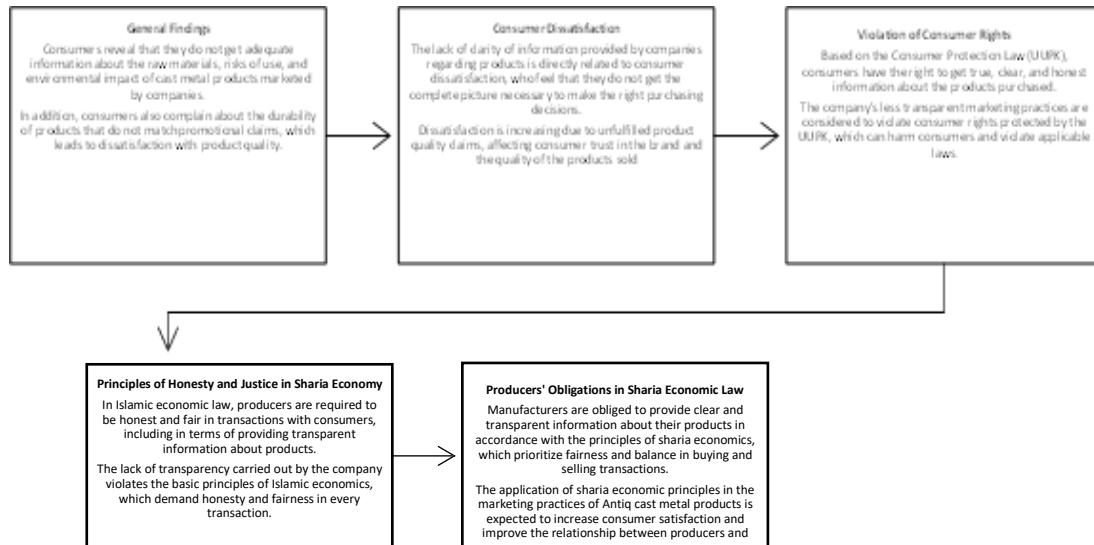 General Findings
Consumers reveal that they do not get adequate
information about the raw materials, risks of use, and
environmental impact of cast metal products marketed
by companies.
In addition, consumers also complain about the durability
of products that do not match promotional claims, which
leads to dissatisfaction with product quality.
Consumer Dissatisfaction
The lack of clarity of information provided by companies
regarding products is directly related to consumer
dissatisfaction, who feel that they do not get the
complete picture necessary to make the right purchasing
decisions.
Dissatisfaction is increasing due to unfulfilled product
quality claims, affecting consumer trust in the brand and
the quality of the products sold
Violation of Consumer Rights
Based on the Consumer Protection Law (UUPK),
consumers have the right to get true, clear, and honest
information about the products purchased.
The company's less transparent marketing practices are
considered to violate consumer rights protected by the
UUPK, which can harm consumers and violate applicable
laws.
Principles of Honesty and Justice in Sharia Economy
In Islamic economic law, producers are required to
be honest and fair in transactions with consumers,
including in terms of providing transparent
information about products.
The lack of transparency carried out by the company
violates the basic principles of Islamic economics,
which demand honesty and fairness in every
transaction.
Producers' Obligations in Sharia Economic Law
Manufacturers are obliged to provide clear and
transparent information about their products in
accordance with the principles of sharia economics,
which prioritize fairness and balance in buying and
selling transactions.
The application of sharia economic principles in the
marketing practices of Antiq cast metal products is
expected to increase consumer satisfaction and
improve the relationship between producers and